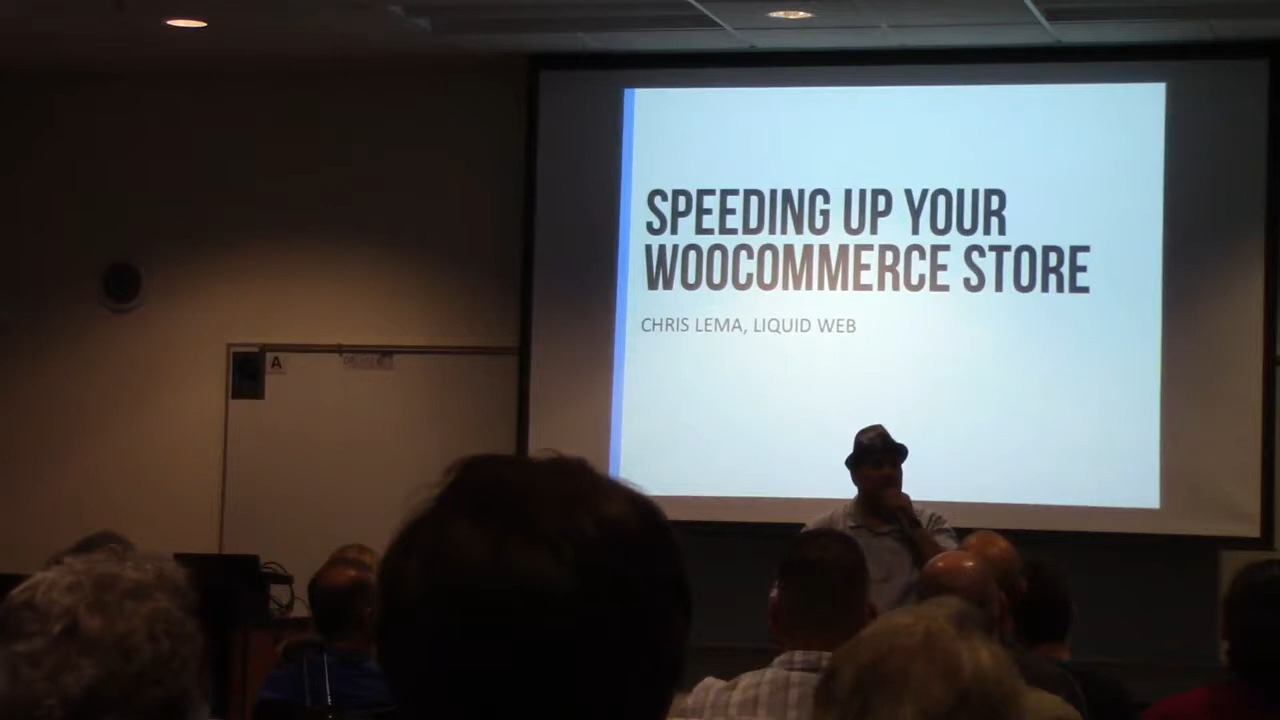 SPEEDING UP YOUR
WOOCOMMERCE STORE
CHRIS LEMA, LIQUID WEB
A